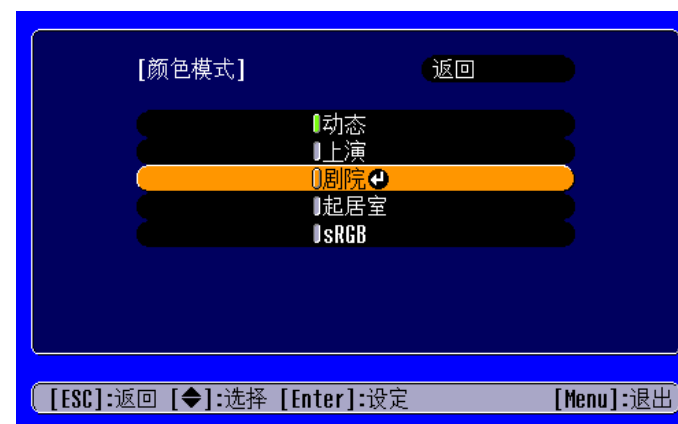 [颜色模式] 返回
动态
上演
剧院
起居室
sRGB
[ESC]:返回 [◆]:选择 [Enter]:设定 [Menu]:退出